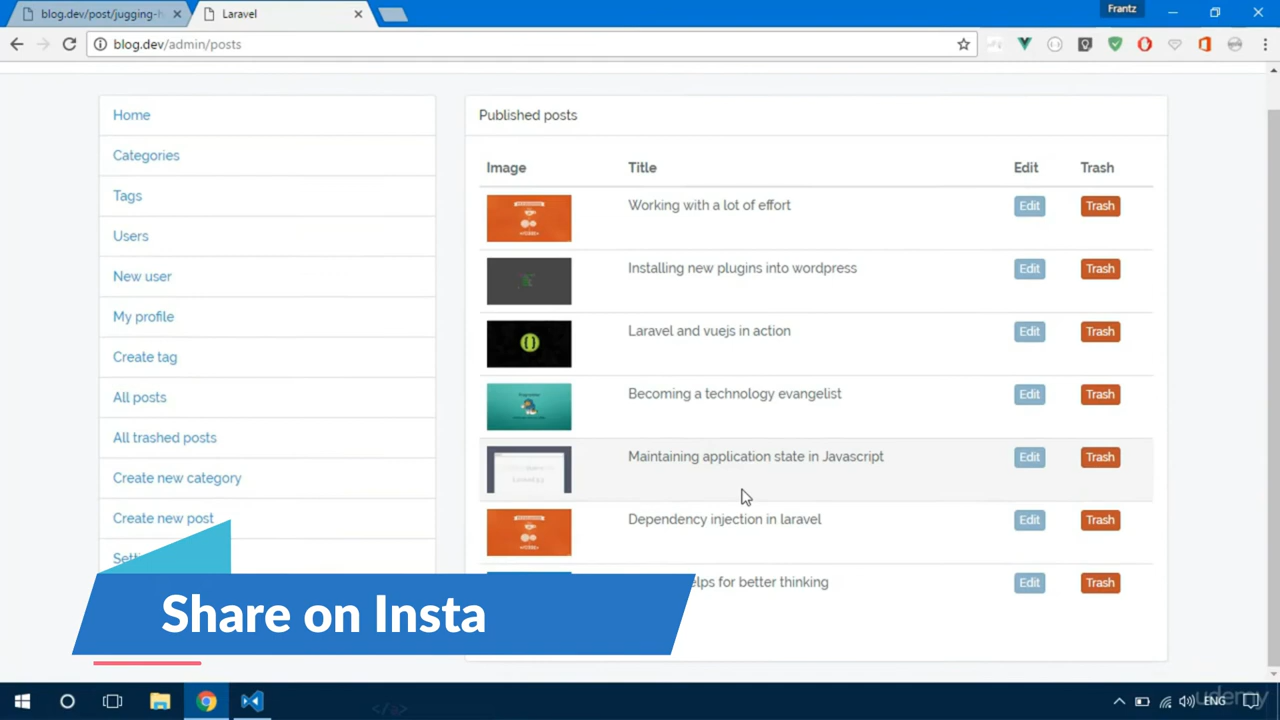 blog.dev/post/jugging-h
Laravel
Frantz
blog.dev/admin/posts
Home
Categories
Tags
Users
New user
My profile
Create tag
All posts
All trashed posts
Create new category
Create new post
Published posts
Image Title Edit Trash
Working with a lot of effort Edit Trash
Installing new plugins into wordpress Edit Trash
Laravel and vuejs in action Edit Trash
Becoming a technology evangelist Edit Trash
Maintaining application state in Javascript Edit Trash
Dependency injection in laravel Edit Trash
elps for better thinking Edit Trash
Share on Insta
ENG
udemy